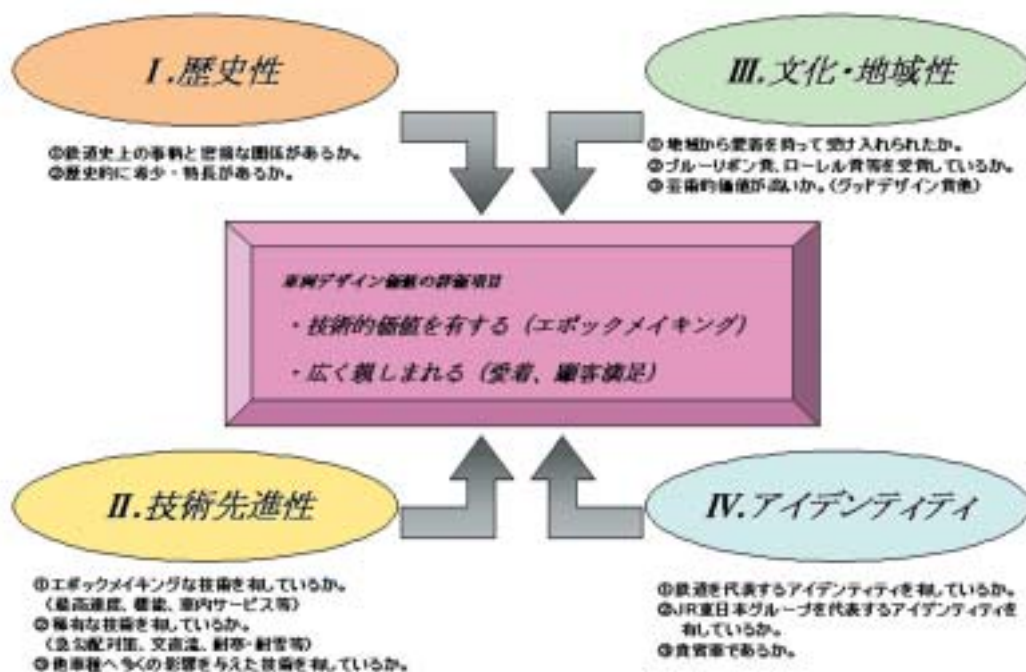 I.歴史性
①鉄道史上の事柄と密接な関係があるか。
②歴史的に希少・特長があるか。
III.文化・地域性
①地域から愛着を持って受け入れられたか。
②ブルーリボン賞、ローレル賞等を受賞しているか。
③芸術的価値が高いか。(グッドデザイン賞他)
車両デザイン価値の評価項目
・技術的価値を有する（エポックメイキング）
・広く親しまれる（愛着、顧客満足）
II.技術先進性
①エポックメイキングな技術を有しているか。
（最高速度、機能、車内サービス等）
②稀有な技術を有しているか。
（急勾配対策、交直流、耐寒・耐雪等）
③他車種へ多くの影響を与えた技術を有しているか。
IV.アイデンティティ
①鉄道を代表するアイデンティティを有しているか。
②JR東日本グループを代表するアイデンティティを
有しているか。
③貴賓車であるか。